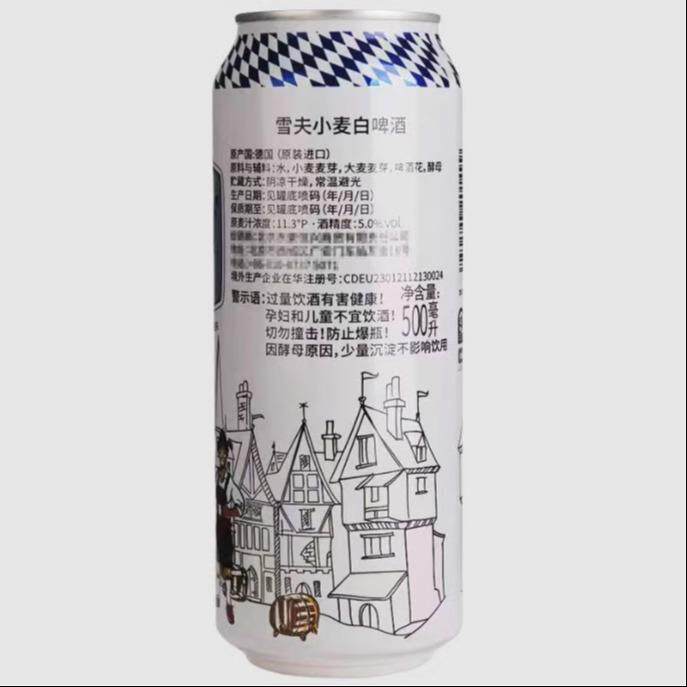 雪夫小麦白啤酒
原产国:德国（原装进口）
原料与辅料:水,小麦麦芽,大麦麦芽,啤酒花,酵母
贮藏方式:阴凉干燥,常温避光
生产日期:见罐底喷码(年/月/日)
保质期至:见罐底喷码(年/月/日)
原麦汁浓度:11.3°P·酒精度:5.0%vol
境外生产企业在华注册号:CDEU23012112130024
警示语:过量饮酒有害健康!
孕妇和儿童不宜饮酒!
切勿撞击!防止爆瓶!
因酵母原因,少量沉淀不影响饮用
净含量:
500毫升